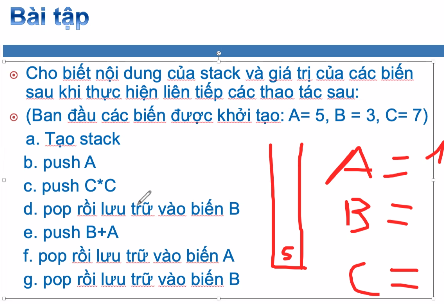 Bài tập
Cho biết nội dung của stack và giá trị của các biến
sau khi thực hiện liên tiếp các thao tác sau:
(Ban đầu các biến được khởi tạo: A= 5, B = 3, C= 7)
a. Tạo stack
b. push A
c. push C*C
d. pop rồi lưu trữ vào biến B
e. push B+A
f. pop rồi lưu trữ vào biến A
g. pop rồi lưu trữ vào biến B
5
A =
B =
C =